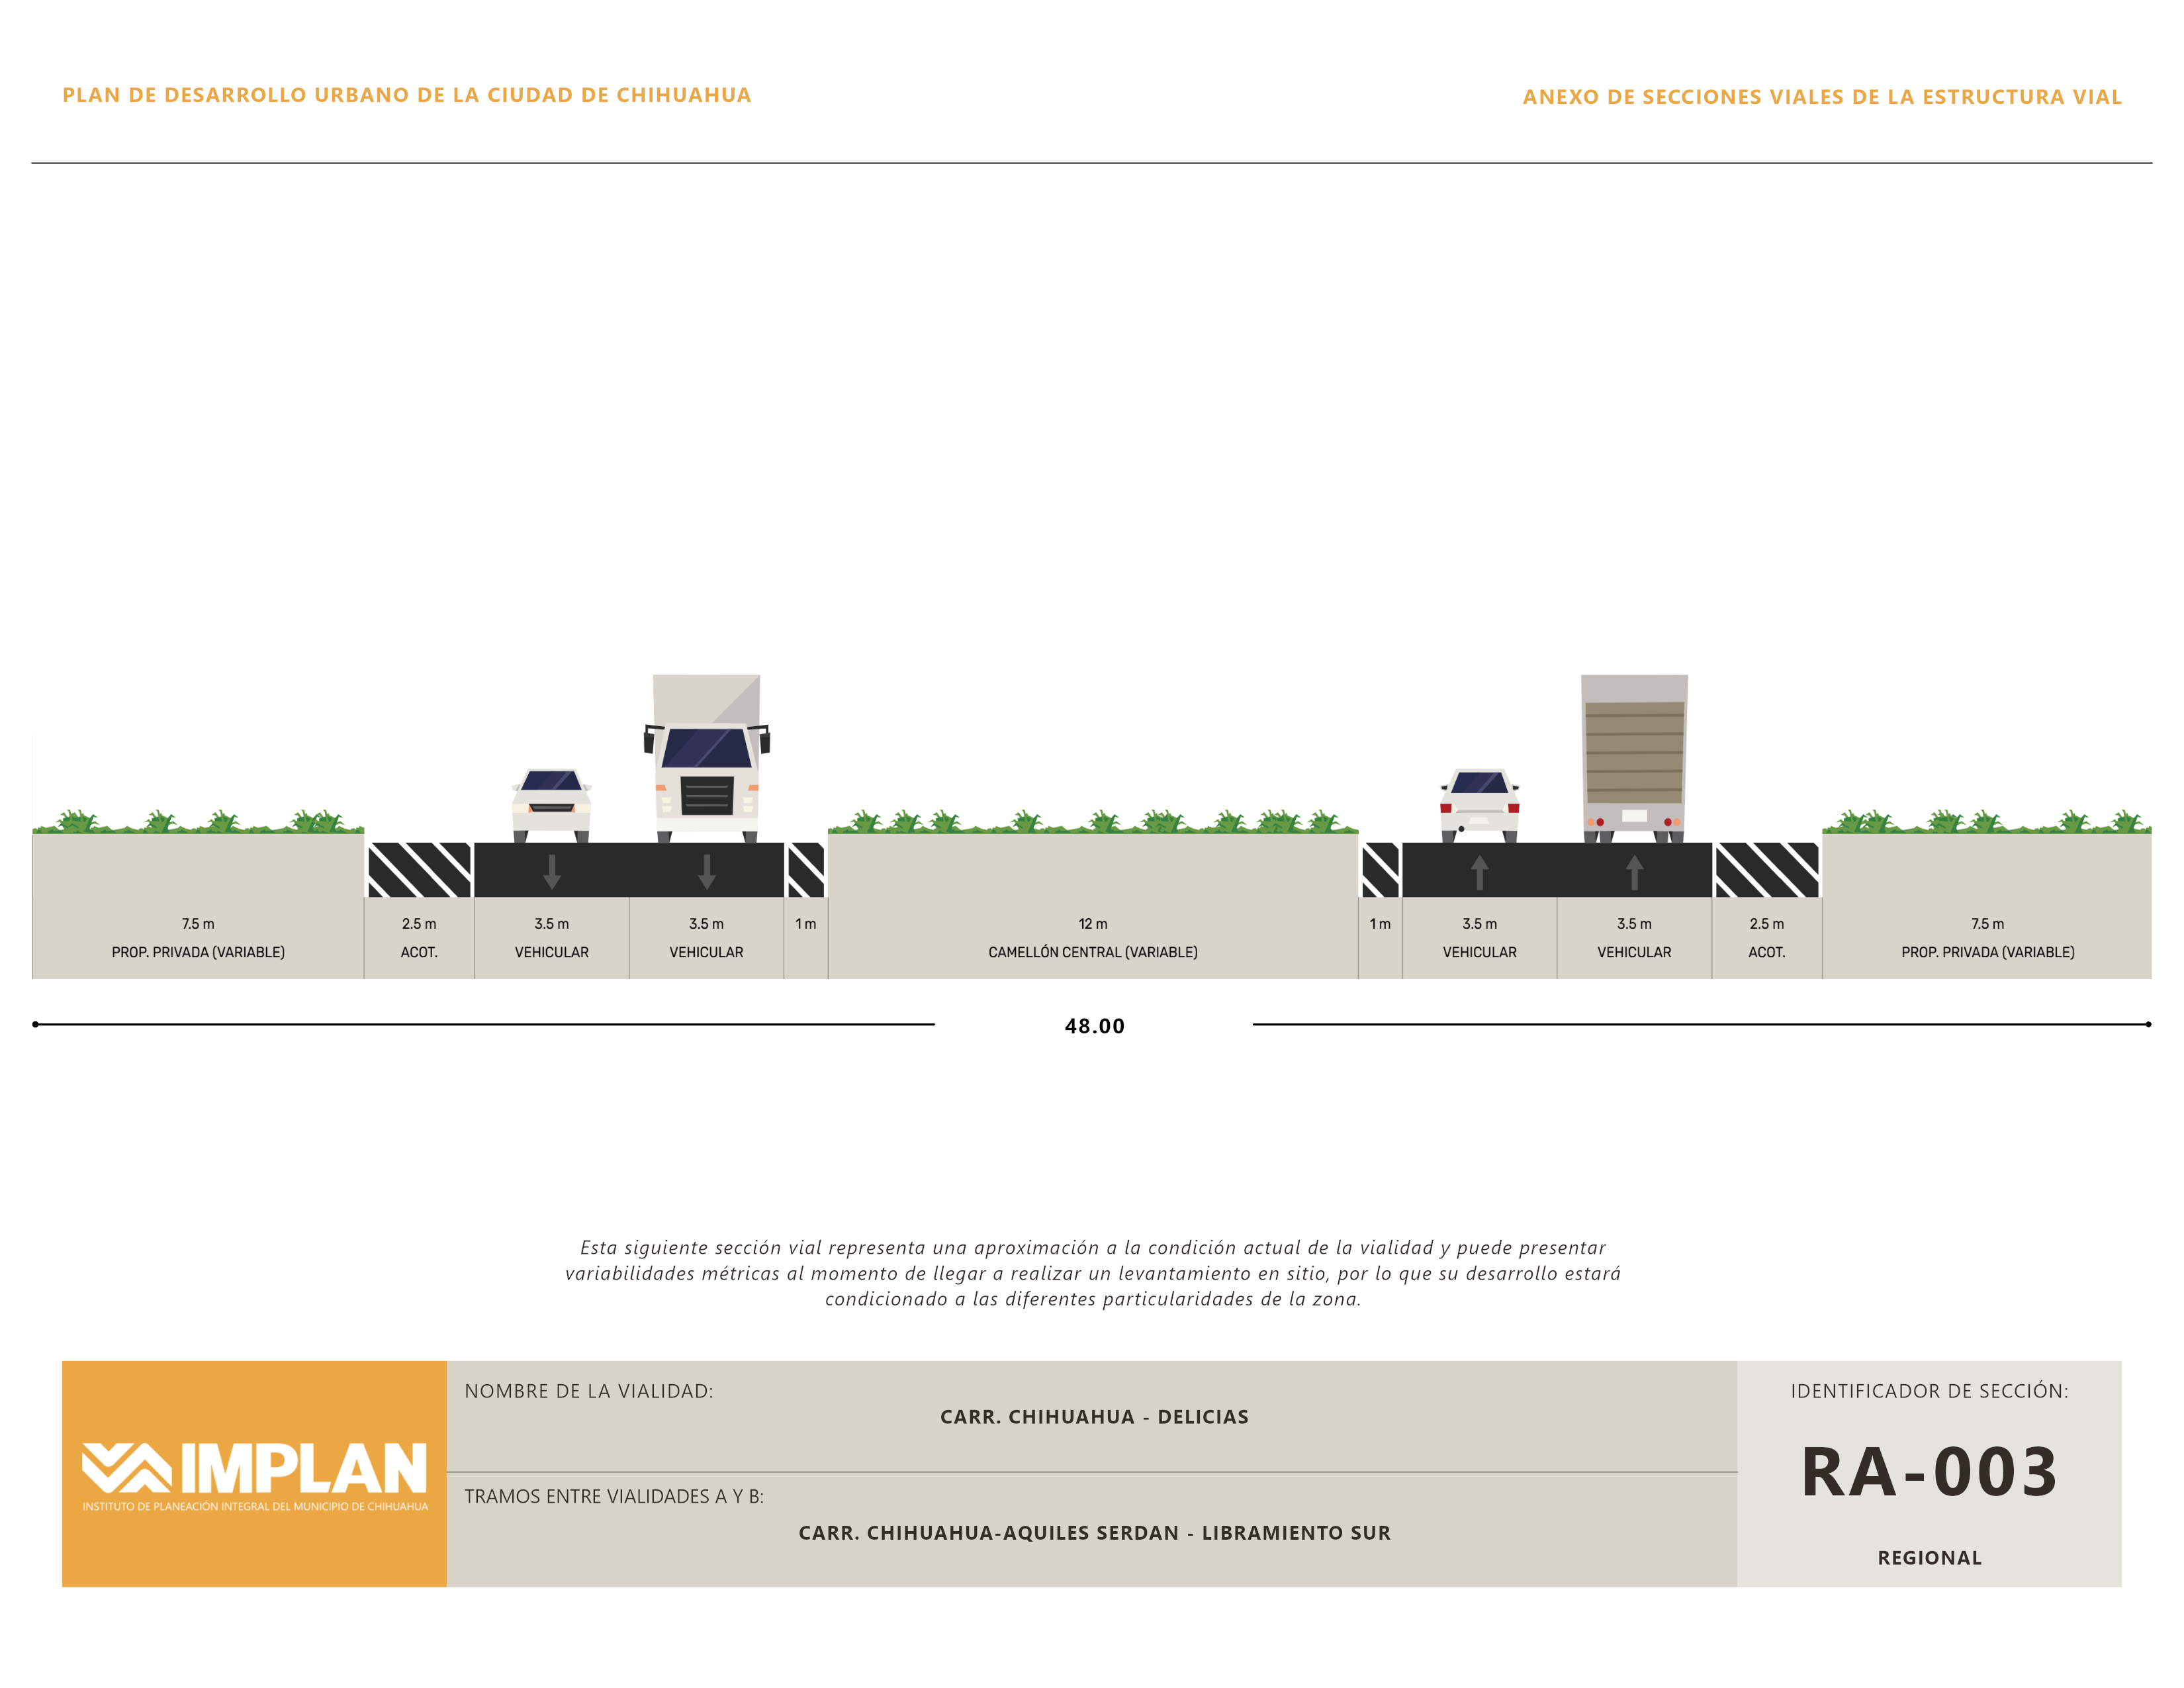 PLAN DE DESARROLLO URBANO DE LA CIUDAD DE CHIHUAHUA
ANEXO DE SECCIONES VIALES DE LA ESTRUCTURA VIAL
7.5 m
PROP. PRIVADA (VARIABLE)
2.5 m
ACOT.
3.5 m
VEHICULAR
3.5 m
VEHICULAR
1 m
12 m
CAMELLÓN CENTRAL (VARIABLE)
1 m
3.5 m
VEHICULAR
3.5 m
VEHICULAR
2.5 m
ACOT.
7.5 m
PROP. PRIVADA (VARIABLE)
48.00
Esta siguiente sección vial representa una aproximación a la condición actual de la vialidad y puede presentar
variabilidades métricas al momento de llegar a realizar un levantamiento en sitio, por lo que su desarrollo estará
condicionado a las diferentes particularidades de la zona.
IMPLAN
INSTITUTO DE PLANEACIÓN INTEGRAL DEL MUNICIPIO DE CHIHUAHUA
NOMBRE DE LA VIALIDAD:
CARR. CHIHUAHUA - DELICIAS
TRAMOS ENTRE VIALIDADES A Y B:
CARR. CHIHUAHUA-AQUILES SERDAN - LIBRAMIENTO SUR
IDENTIFICADOR DE SECCIÓN:
RA-003
REGIONAL